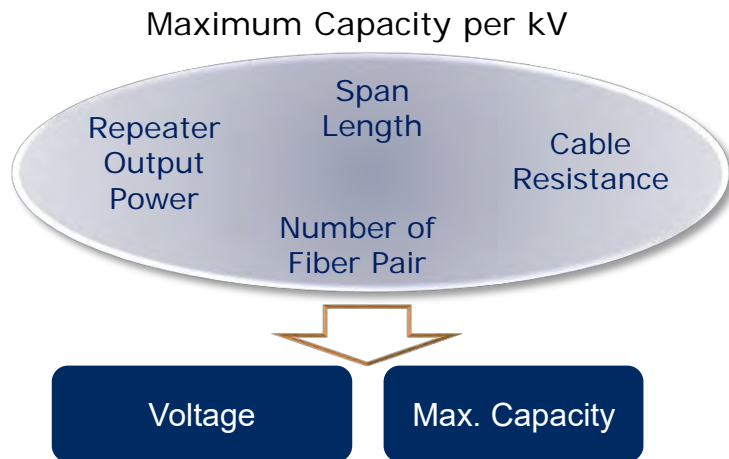 Maximum Capacity per kV
Span
Length
Repeater
Output
Power
Cable
Resistance
Number of
Fiber Pair
Voltage
Max. Capacity